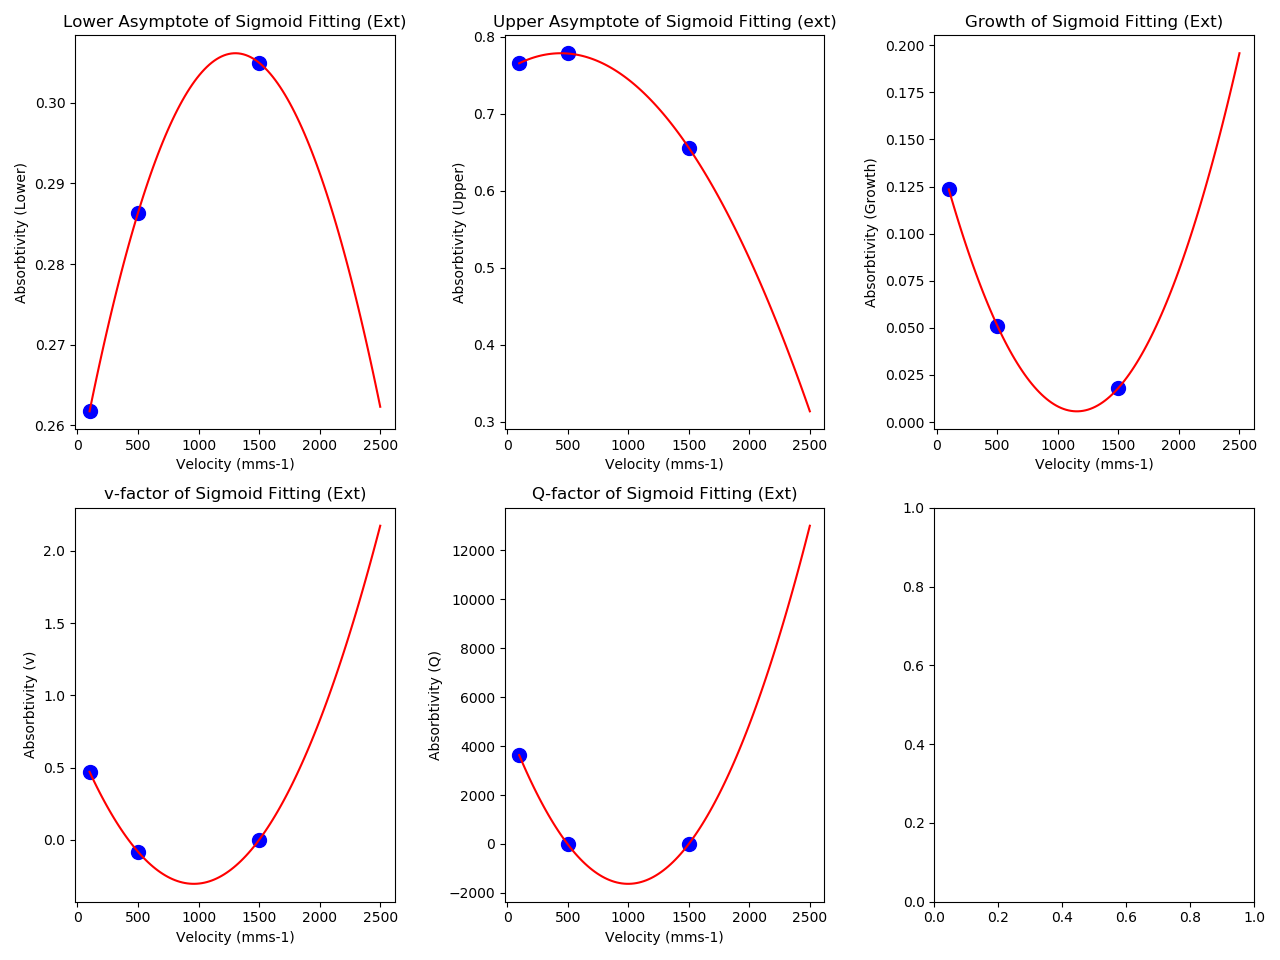 Lower Asymptote of Sigmoid Fitting (Ext)
Absorbtivity (Lower)
0.30
0.29
0.28
0.27
0.26
0 500 1000 1500 2000 2500
Velocity (mms-1)
Upper Asymptote of Sigmoid Fitting (ext)
Absorbtivity (Upper)
0.8
0.7
0.6
0.5
0.4
0.3
0 500 1000 1500 2000 2500
Velocity (mms-1)
Growth of Sigmoid Fitting (Ext)
Absorbtivity (Growth)
0.200
0.175
0.150
0.125
0.100
0.075
0.050
0.025
0.000
0 500 1000 1500 2000 2500
Velocity (mms-1)
v-factor of Sigmoid Fitting (Ext)
Absorbtivity (v)
2.0
1.5
1.0
0.5
0.0
0 500 1000 1500 2000 2500
Velocity (mms-1)
Q-factor of Sigmoid Fitting (Ext)
Absorbtivity (Q)
12000
10000
8000
6000
4000
2000
0
−2000
0 500 1000 1500 2000 2500
Velocity (mms-1)
1.0
0.8
0.6
0.4
0.2
0.0
0.0 0.2 0.4 0.6 0.8 1.0